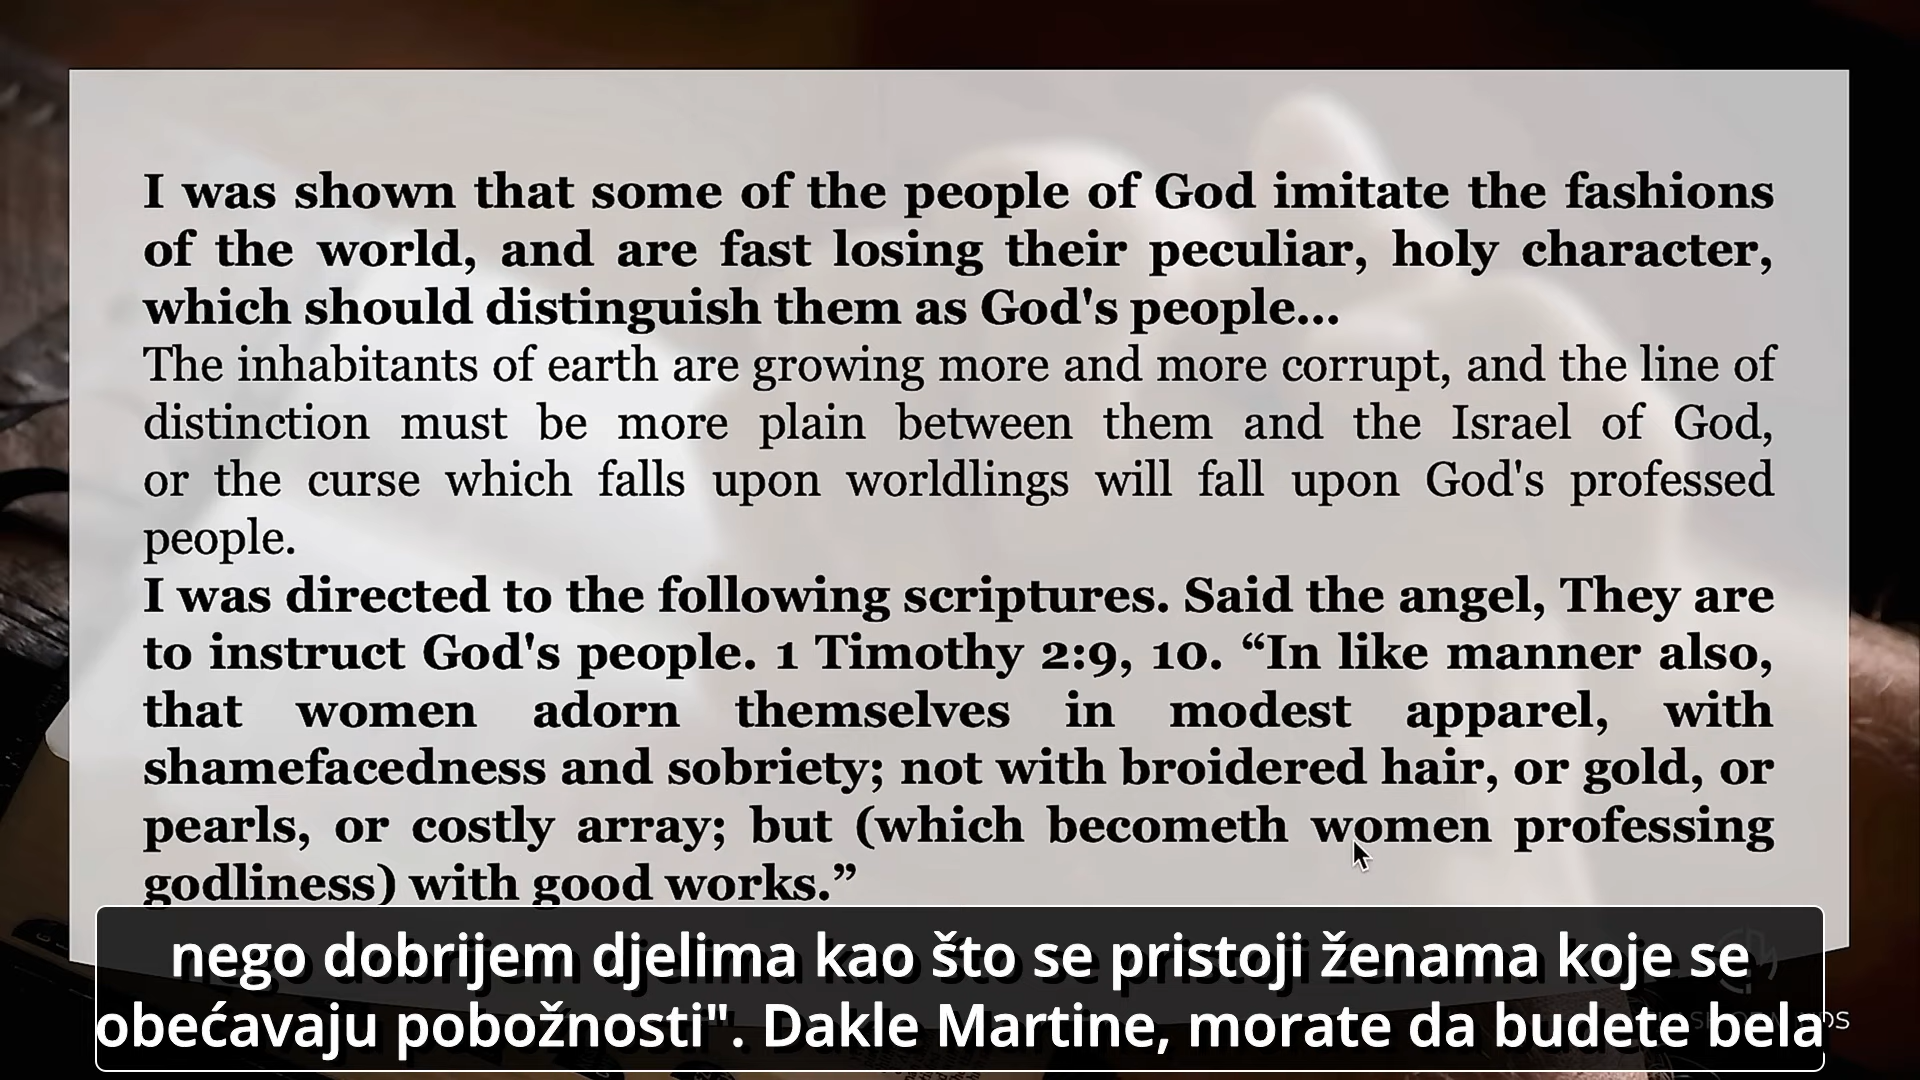 I was shown that some of the people of God imitate the fashions
of the world, and are fast losing their peculiar, holy character,
which should distinguish them as God's people...
The inhabitants of earth are growing more and more corrupt, and the line of
distinction must be more plain between them and the Israel of God,
or the curse which falls upon worldlings will fall upon God's professed
people.
I was directed to the following scriptures. Said the angel, They are
to instruct God's people. 1 Timothy 2:9, 10. “In like manner also,
that women adorn themselves in modest apparel, with
shamefacedness and sobriety; not with broidered hair, or gold, or
pearls, or costly array; but (which becometh women professing
godliness) with good works.”
nego dobrijem djelima kao što se pristoji ženama koje se
obećavaju pobožnosti". Dakle Martine, morate da budete bela